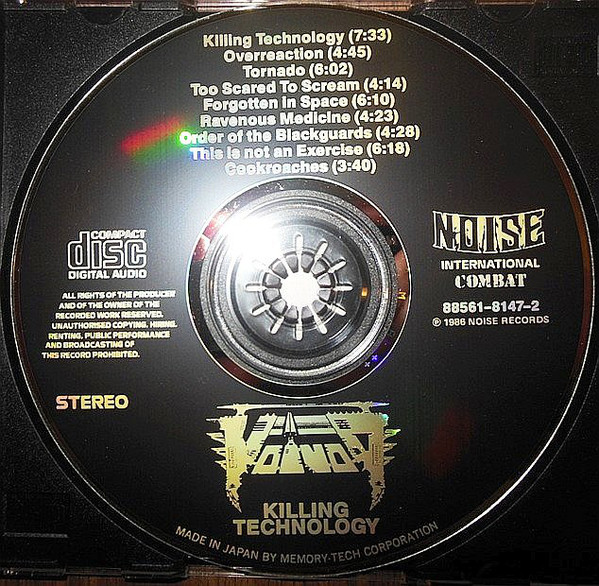 Killing Technology (7:33)
Overreaction (4:45)
Tornado (6:02)
Too Scared To Scream (4:14)
Forgotten in Space (6:10)
Ravenous Medicine (4:23)
Order of the Blackguards (4:28)
This is not an Exercise (6:18)
Cockroaches (3:40)
COMPACT
disc
DIGITAL AUDIO
ALL RIGHTS OF THE PRODUCER
AND OF THE OWNER OF THE
RECORDED WORK RESERVED.
UNAUTHORISED COPYING, HIRING,
RENTING, PUBLIC PERFORMANCE
AND BROADCASTING OF
THIS RECORD PROHIBITED.
STEREO
NOISE
INTERNATIONAL
COMBAT
88561-8147-2
℗ 1986 NOISE RECORDS
VOIVOD
KILLING
TECHNOLOGY
MADE IN JAPAN BY MEMORY-TECH CORPORATION